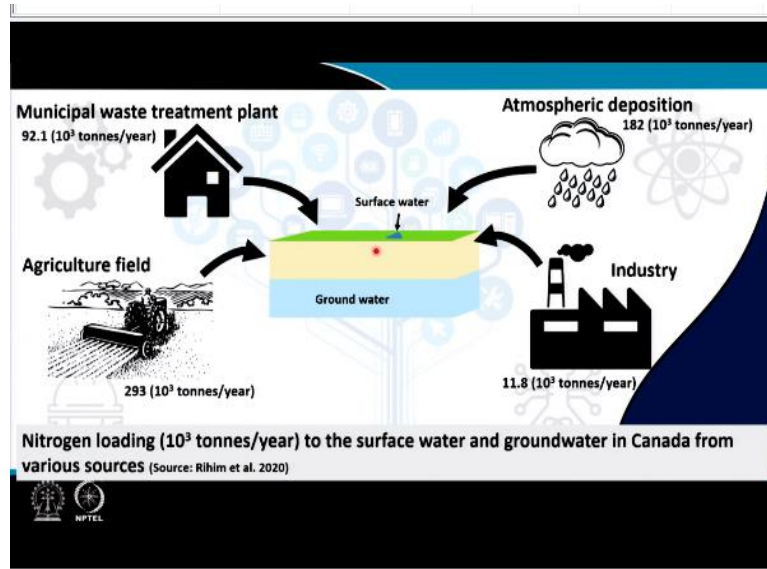 Municipal waste treatment plant
92.1 (10³ tonnes/year)
Atmospheric deposition
182 (10³ tonnes/year)
Surface water
Agriculture field
293 (10³ tonnes/year)
Ground water
Industry
11.8 (10³ tonnes/year)
Nitrogen loading (10³ tonnes/year) to the surface water and groundwater in Canada from
various sources (Source: Rihim et al. 2020)
NPTEL